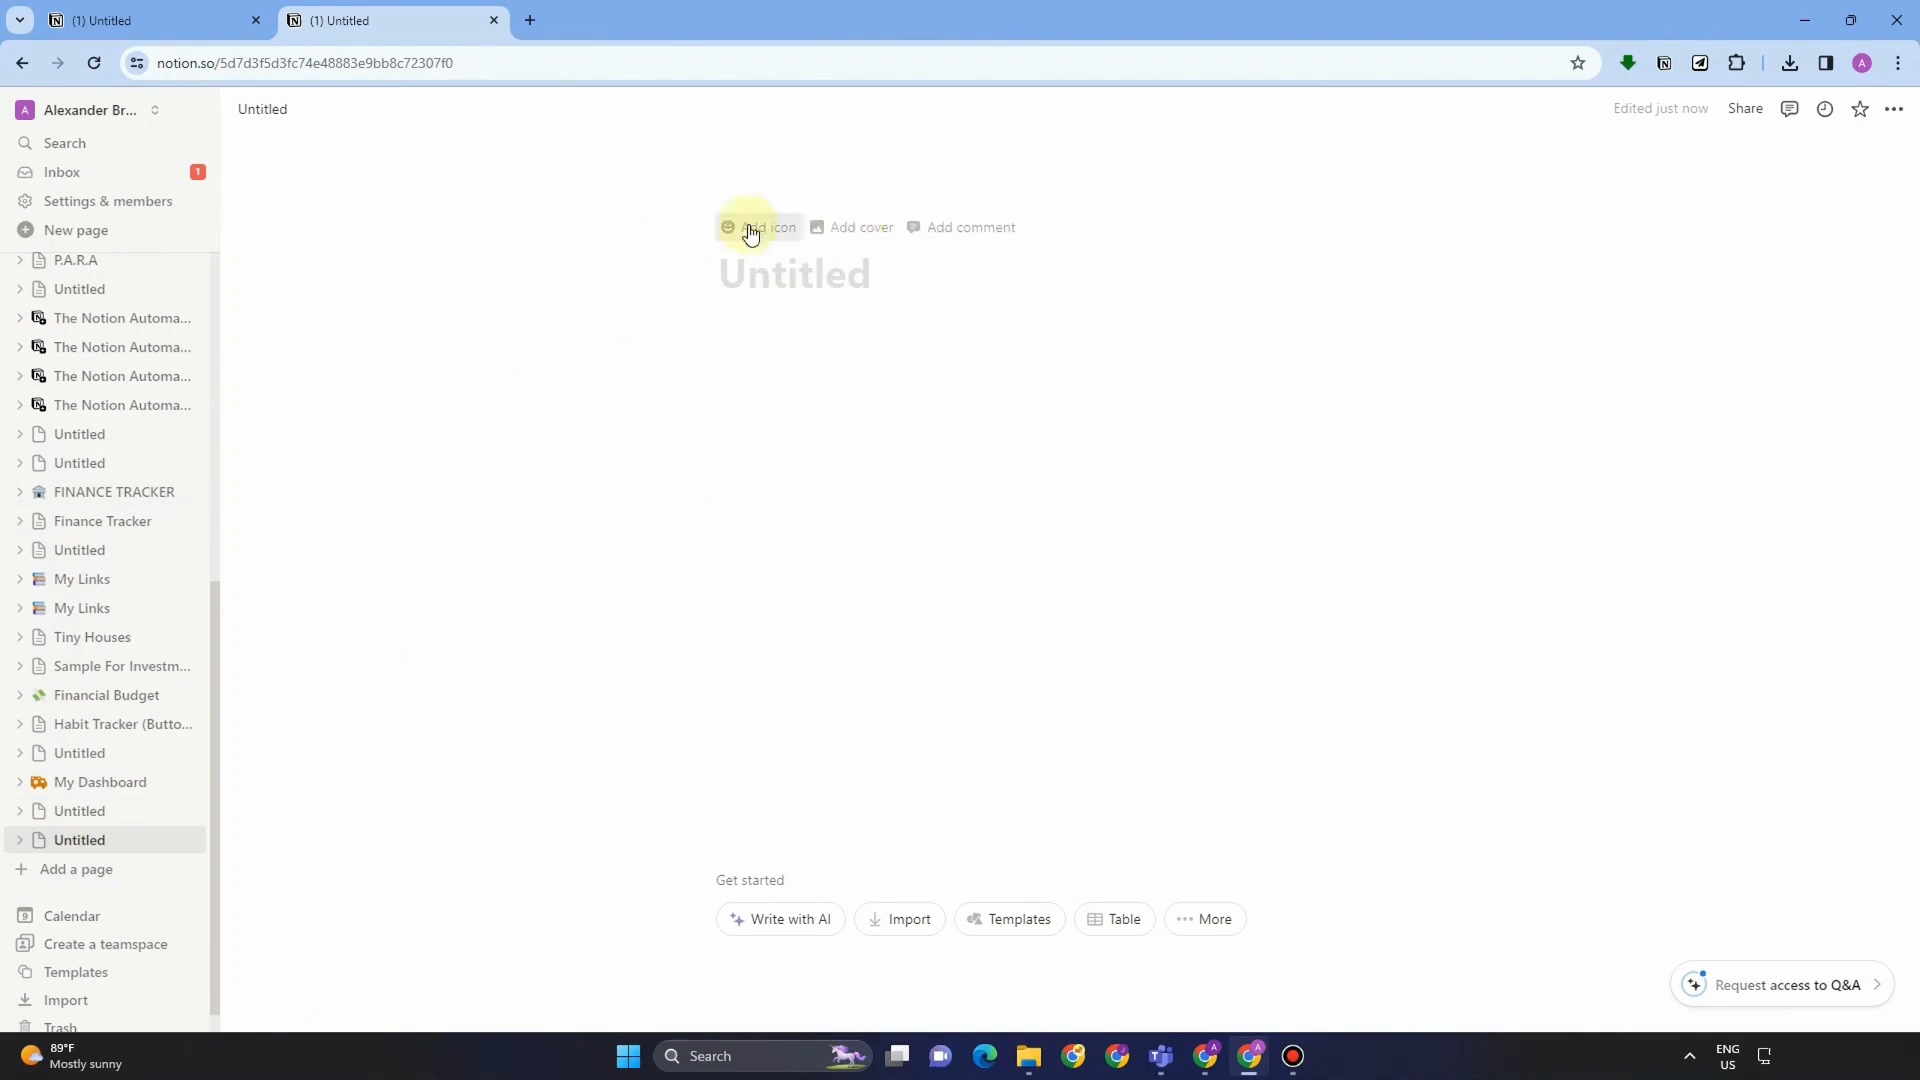 (1) Untitled
(1) Untitled
notion.so/5d7d3f5d3fc74e48883e9bb8c72307f0
A
A
Alexander Br...
Untitled
Edited just now
Share
Search
Inbox
1
Settings & members
New page
P.A.R.A
Untitled
The Notion Automa...
The Notion Automa...
The Notion Automa...
The Notion Automa...
Untitled
Untitled
FINANCE TRACKER
Finance Tracker
Untitled
My Links
My Links
Tiny Houses
Sample For Investm...
Financial Budget
Habit Tracker (Butto...
Untitled
My Dashboard
Untitled
Untitled
Add a page
Calendar
Create a teamspace
Templates
Import
Trash
Add icon
Add cover
Add comment
Untitled
Get started
Write with AI
Import
Templates
Table
More
Request access to Q&A
89°F
Mostly sunny
Search
ENG
US